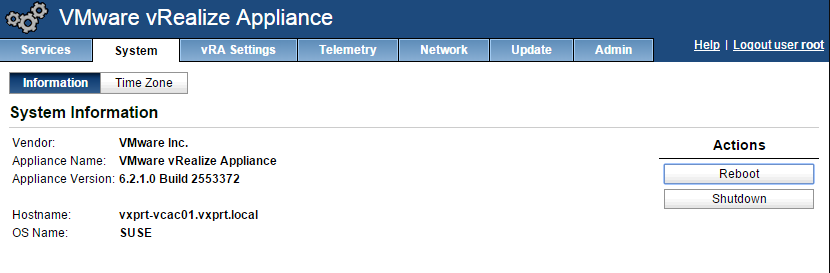 VMware vRealize Appliance
Services System vRA Settings Telemetry Network Update Admin Help | Logout user root
Information Time Zone
System Information
Vendor: VMware Inc.
Appliance Name: VMware vRealize Appliance
Appliance Version: 6.2.1.0 Build 2553372
Hostname: vxprt-vcac01.vxprt.local
OS Name: SUSE
Actions
Reboot
Shutdown